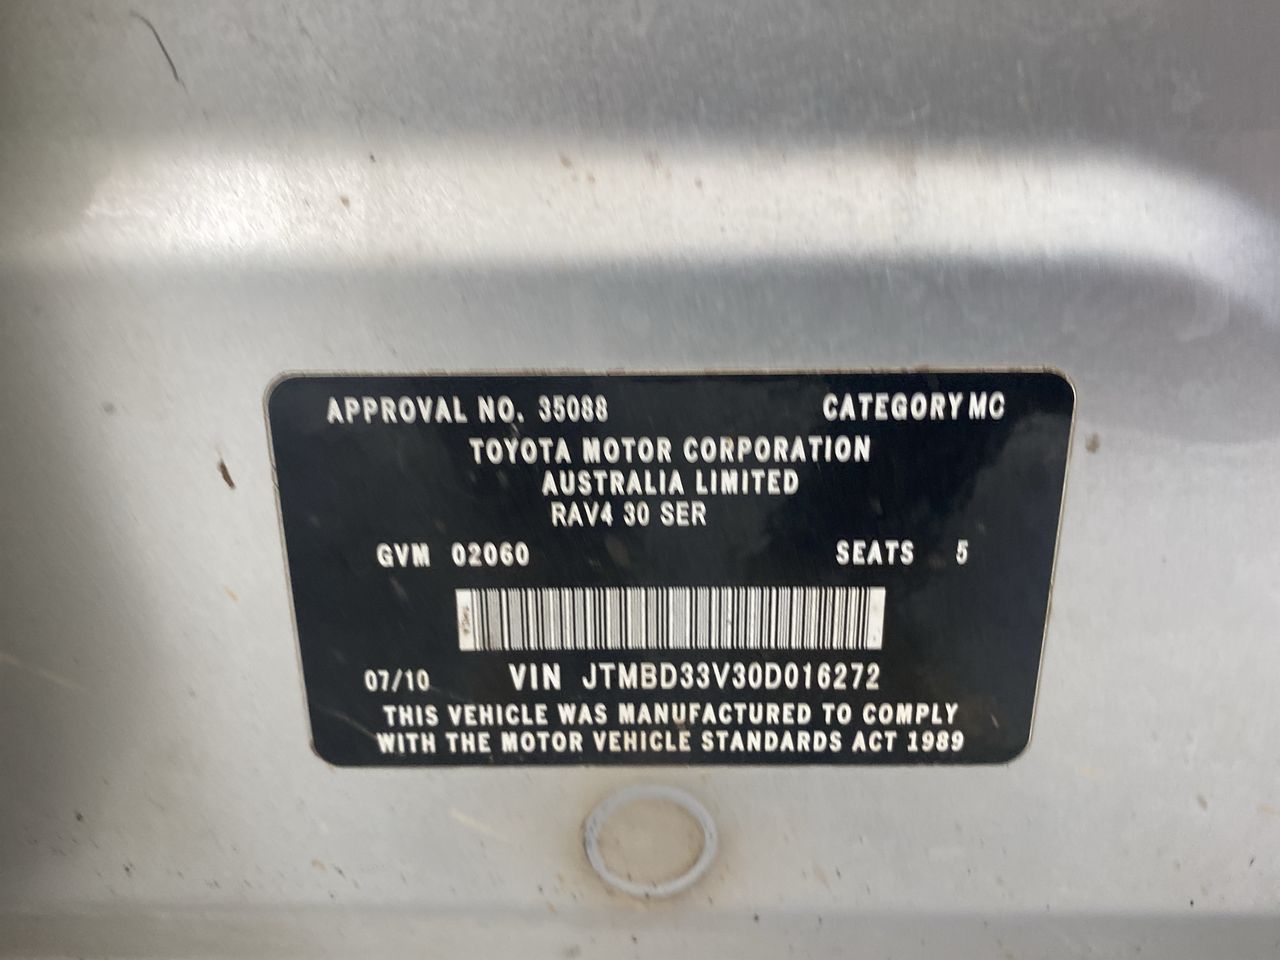 APPROVAL NO. 35088 CATEGORY MC
TOYOTA MOTOR CORPORATION
AUSTRALIA LIMITED
RAV4 30 SER
GVM 02060 SEATS 5
07/10 VIN JTMBD33V30D016272
THIS VEHICLE WAS MANUFACTURED TO COMPLY
WITH THE MOTOR VEHICLE STANDARDS ACT 1989